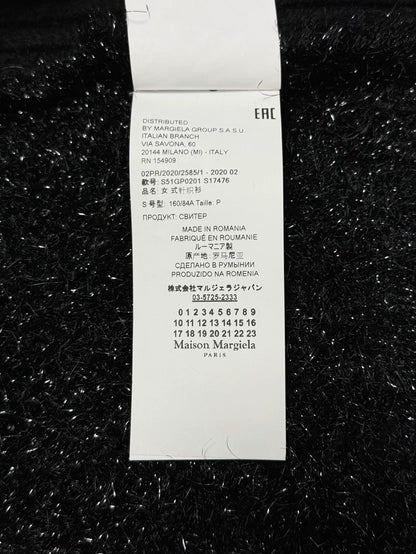 EAC
DISTRIBUTED
BY MARGIELA GROUP S.A.S.U.
ITALIAN BRANCH
VIA SAVONA, 60
20144 MILANO (MI) - ITALY
RN 154909
02PR/2020/2585/1 - 2020 02
款号: S51GP0201 S17476
品名: 女式针织衫
S 号型: 160/84A Taille: P
ПРОДУКТ: СВИТЕР
MADE IN ROMANIA
FABRIQUÉ EN ROUMANIE
ルーマニア製
原产地: 罗马尼亚
СДЕЛАНО В РУМЫНИИ
PRODUZIDO NA ROMENIA
株式会社マルジェラジャパン
03-5725-2333
0 1 2 3 4 5 6 7 8 9
10 11 12 13 14 15 16
17 18 19 20 21 22 23
Maison Margiela
PARIS